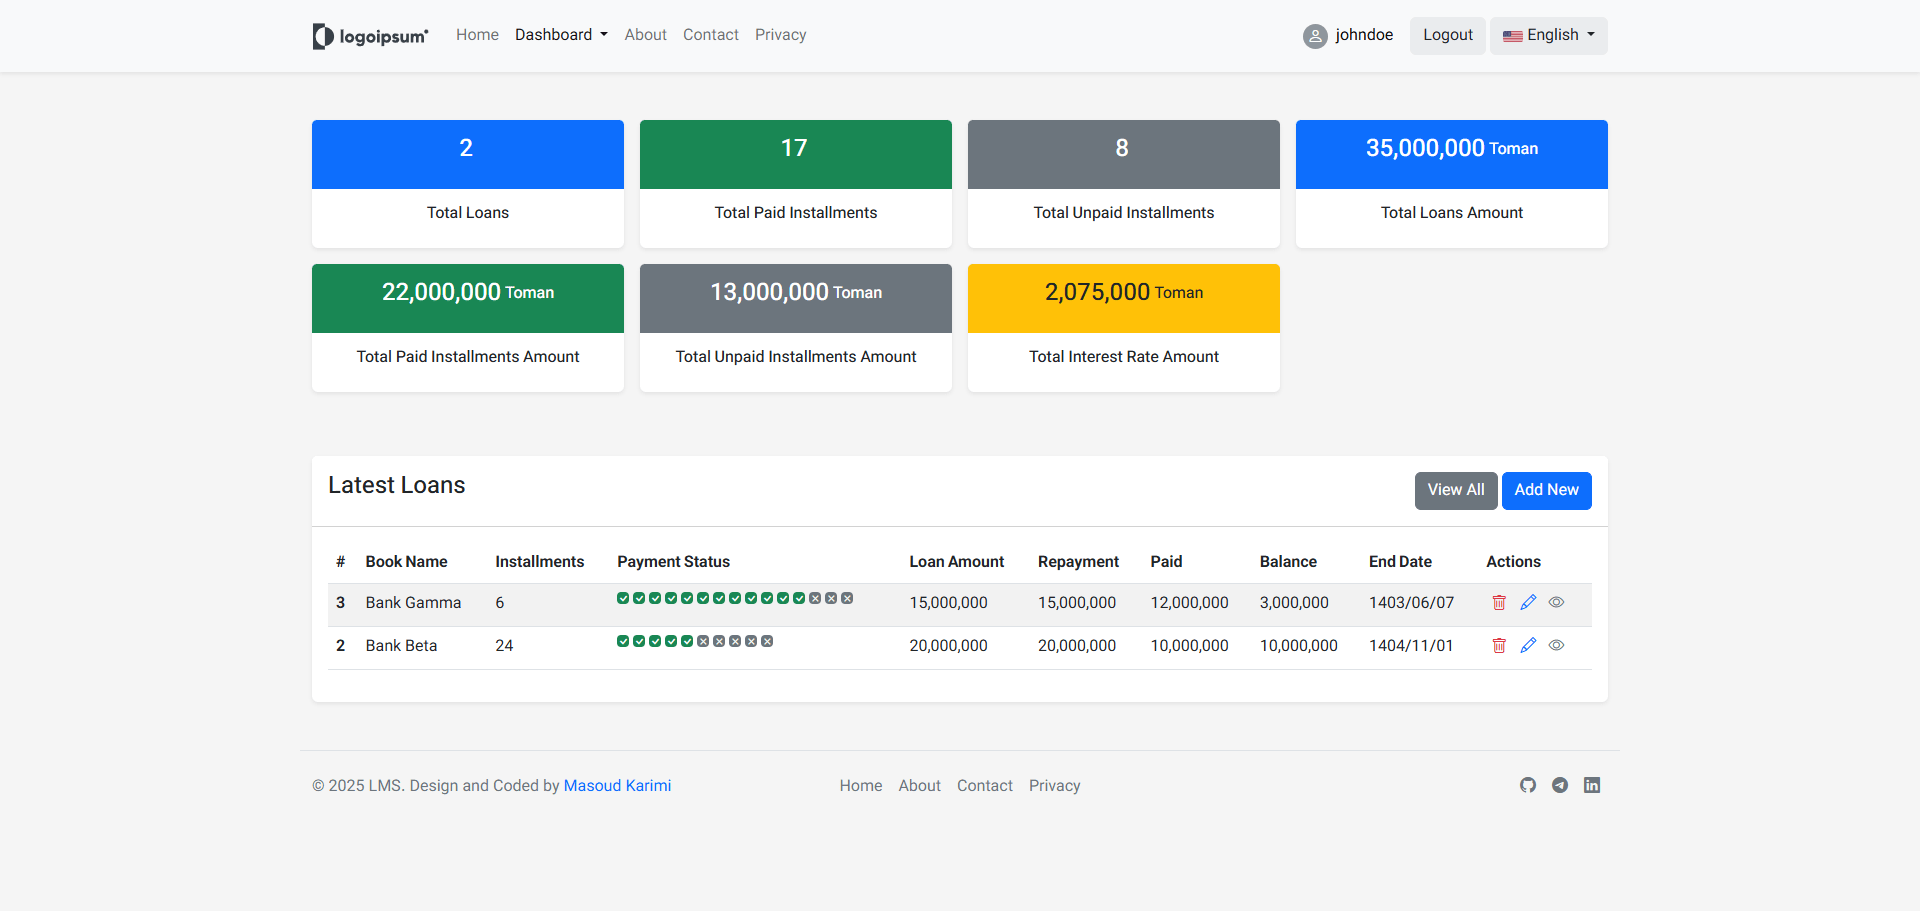 logoipsum Home Dashboard About Contact Privacy johndoe Logout English
2 17 8 35,000,000 Toman
Total Loans Total Paid Installments Total Unpaid Installments Total Loans Amount
22,000,000 Toman 13,000,000 Toman 2,075,000 Toman
Total Paid Installments Amount Total Unpaid Installments Amount Total Interest Rate Amount
Latest Loans View All Add New
# Book Name Installments Payment Status Loan Amount Repayment Paid Balance End Date Actions
3 Bank Gamma 6 15,000,000 15,000,000 12,000,000 3,000,000 1403/06/07
2 Bank Beta 24 20,000,000 20,000,000 10,000,000 10,000,000 1404/11/01
© 2025 LMS. Design and Coded by Masoud Karimi Home About Contact Privacy